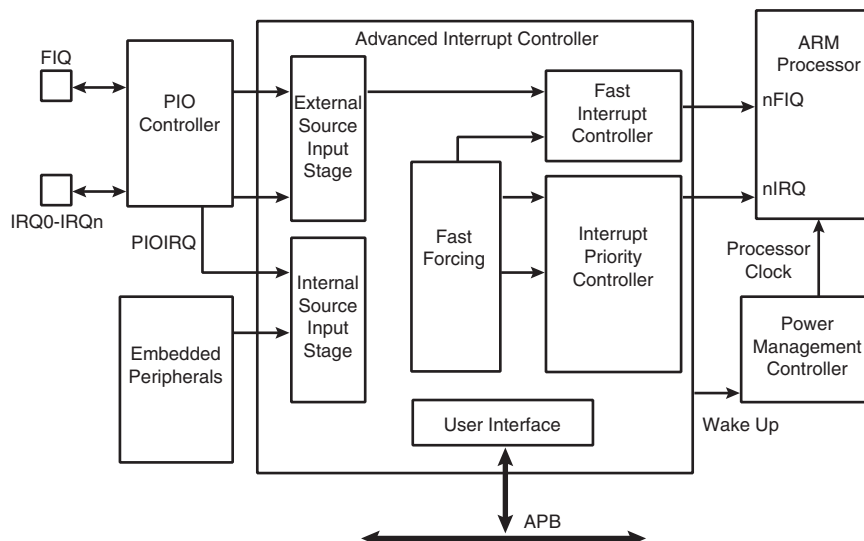 Advanced Interrupt Controller
FIQ
PIO
Controller
External
Source
Input
Stage
Fast
Interrupt
Controller
ARM
Processor
nFIQ
nIRQ
IRQ0-IRQn
PIOIRQ
Fast
Forcing
Interrupt
Priority
Controller
Processor
Clock
Internal
Source
Input
Stage
Embedded
Peripherals
Power
Management
Controller
User Interface
Wake Up
APB